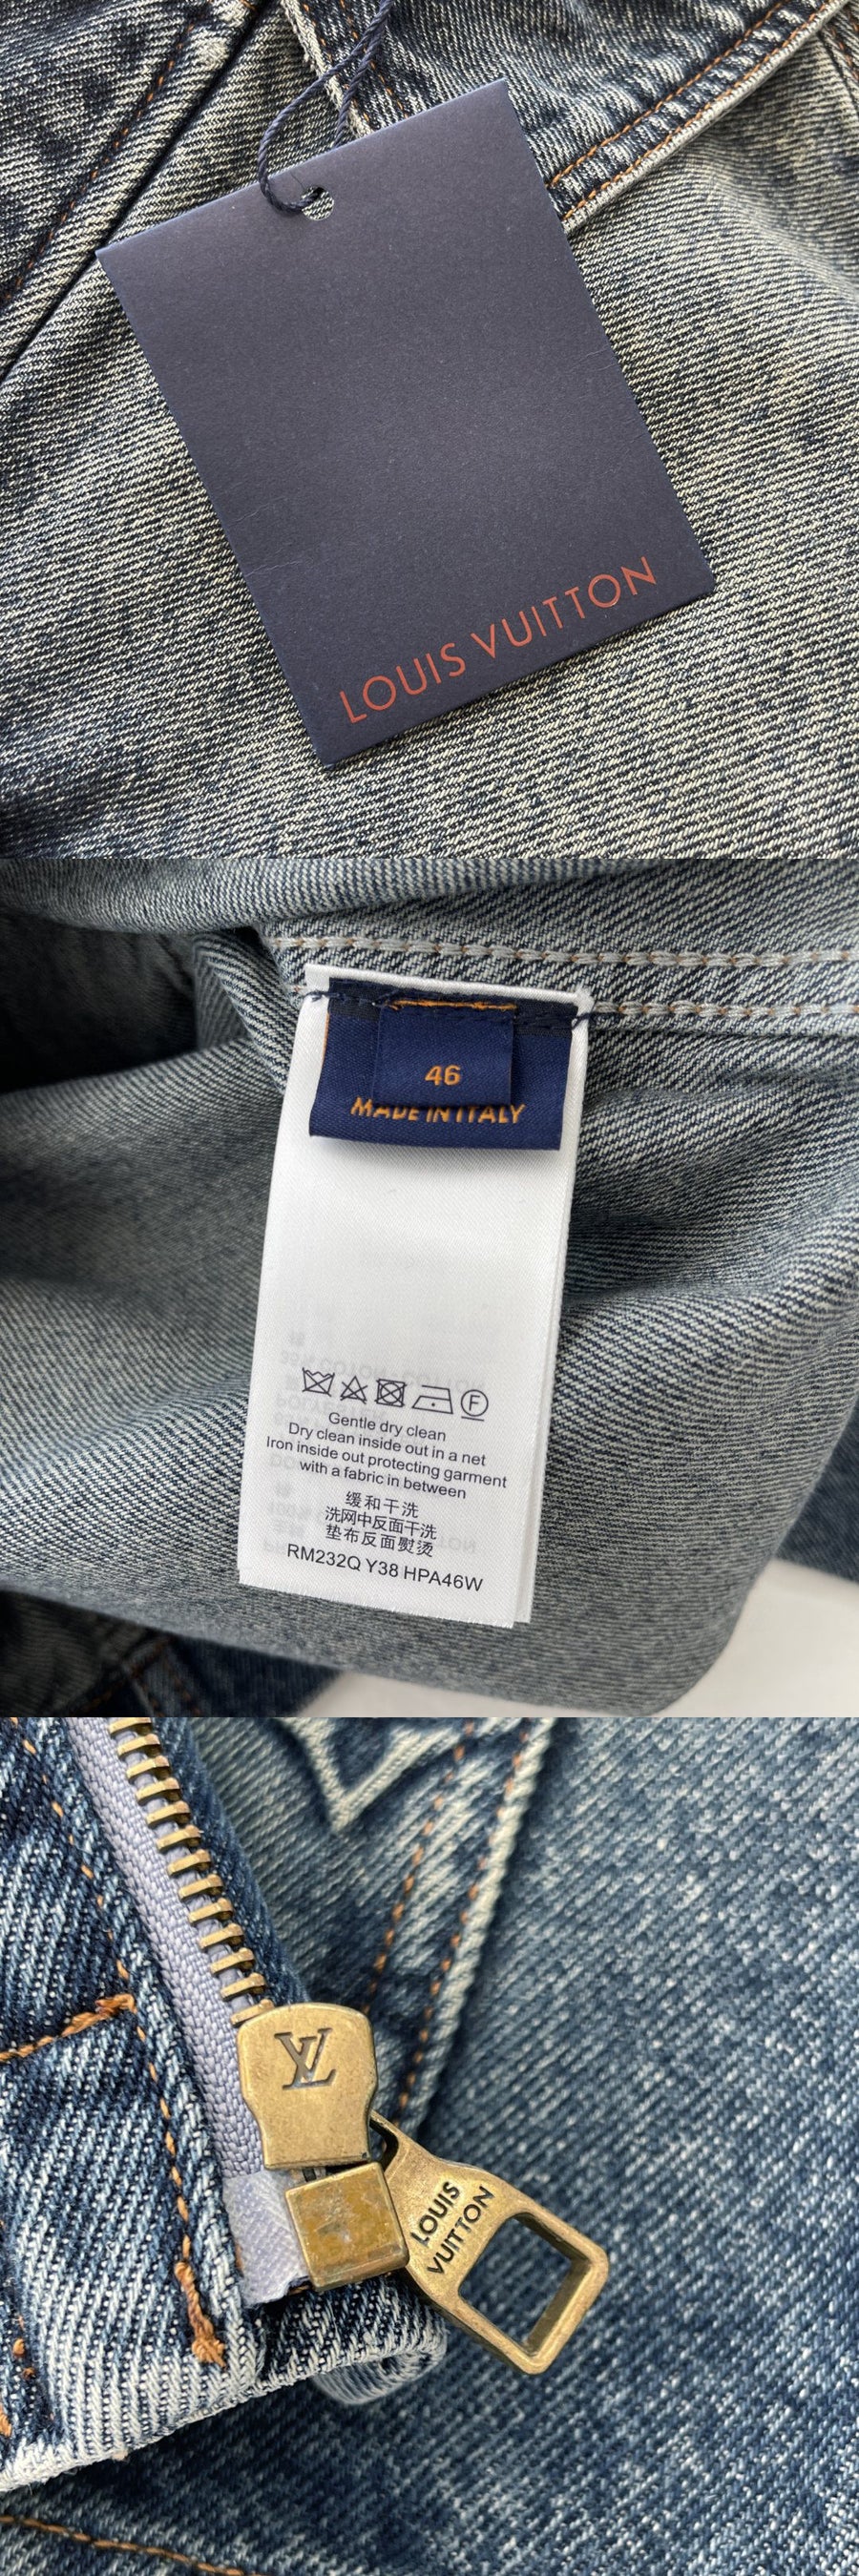 LOUIS VUITTON
46
MADE IN ITALY
Gentle dry clean
Dry clean inside out in a net
Iron inside out protecting garment
with a fabric in between
缓和干洗
洗网中反面干洗
垫布反面熨烫
RM232Q Y38 HPA46W
LV
LOUIS
VUITTON